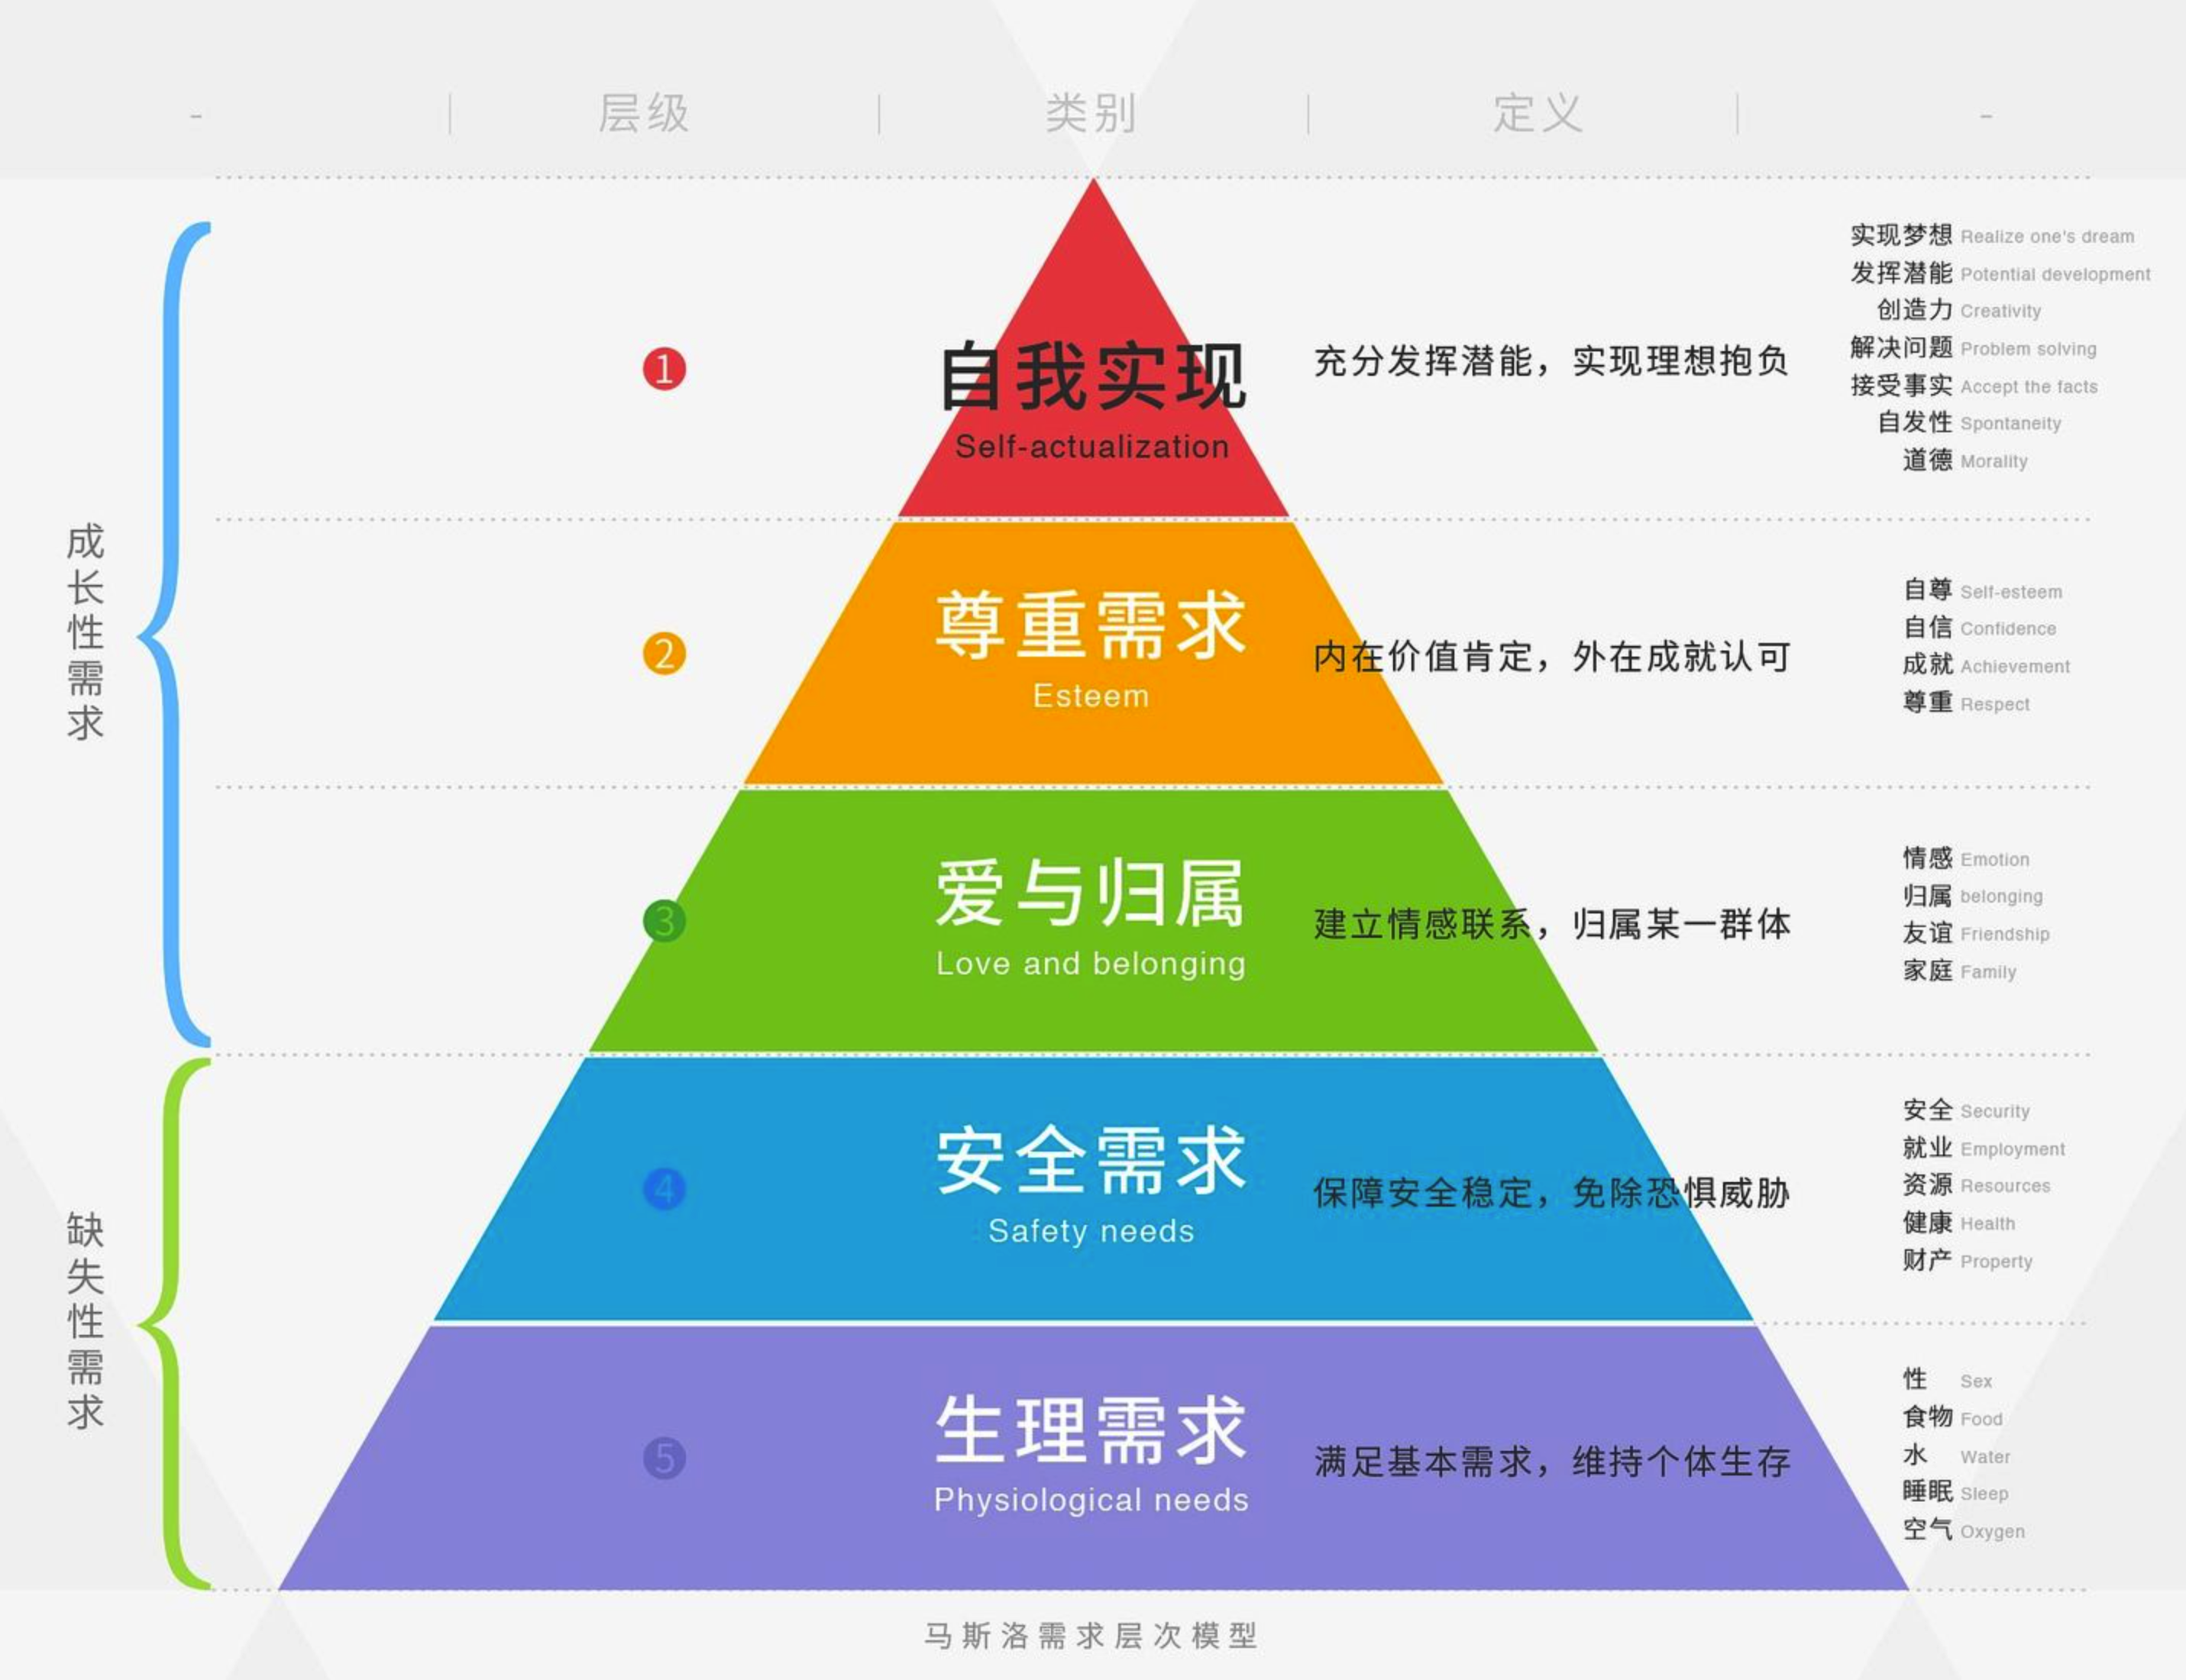 - 层级 类别 定义 -
成长性需求
❶
自我实现
Self-actualization
充分发挥潜能，实现理想抱负
实现梦想 Realize one's dream
发挥潜能 Potential development
创造力 Creativity
解决问题 Problem solving
接受事实 Accept the facts
自发性 Spontaneity
道德 Morality
❷
尊重需求
Esteem
内在价值肯定，外在成就认可
自尊 Self-esteem
自信 Confidence
成就 Achievement
尊重 Respect
❸
爱与归属
Love and belonging
建立情感联系，归属某一群体
情感 Emotion
归属 belonging
友谊 Friendship
家庭 Family
缺失性需求
❹
安全需求
Safety needs
保障安全稳定，免除恐惧威胁
安全 Security
就业 Employment
资源 Resources
健康 Health
财产 Property
❺
生理需求
Physiological needs
满足基本需求，维持个体生存
性 Sex
食物 Food
水 Water
睡眠 Sleep
空气 Oxygen
马斯洛需求层次模型